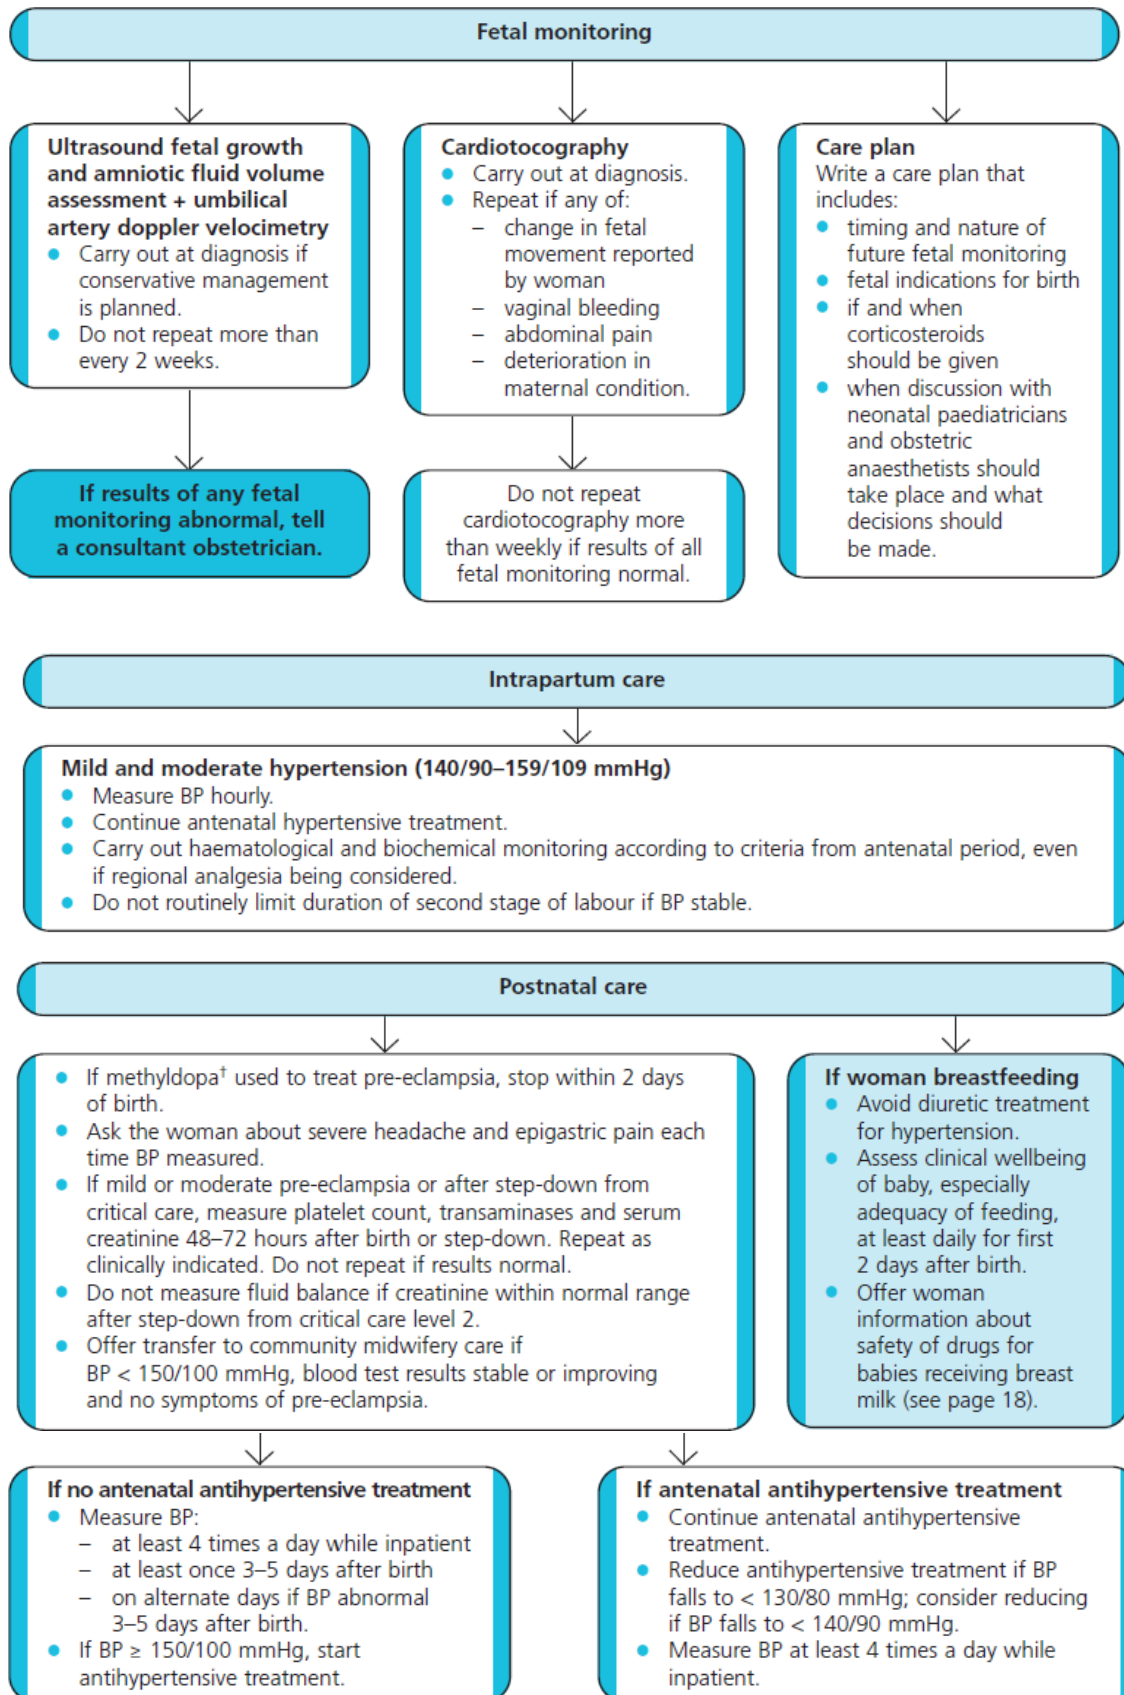 Fetal monitoring
Ultrasound fetal growth
and amniotic fluid volume
assessment + umbilical
artery doppler velocimetry
● Carry out at diagnosis if
conservative management
is planned.
● Do not repeat more than
every 2 weeks.
If results of any fetal
monitoring abnormal, tell
a consultant obstetrician.
Cardiotocography
● Carry out at diagnosis.
● Repeat if any of:
– change in fetal
movement reported
by woman
– vaginal bleeding
– abdominal pain
– deterioration in
maternal condition.
Do not repeat
cardiotocography more
than weekly if results of all
fetal monitoring normal.
Care plan
Write a care plan that
includes:
● timing and nature of
future fetal monitoring
● fetal indications for birth
● if and when
corticosteroids
should be given
● when discussion with
neonatal paediatricians
and obstetric
anaesthetists should
take place and what
decisions should
be made.
Intrapartum care
Mild and moderate hypertension (140/90–159/109 mmHg)
● Measure BP hourly.
● Continue antenatal hypertensive treatment.
● Carry out haematological and biochemical monitoring according to criteria from antenatal period, even
if regional analgesia being considered.
● Do not routinely limit duration of second stage of labour if BP stable.
Postnatal care
● If methyldopa† used to treat pre-eclampsia, stop within 2 days
of birth.
● Ask the woman about severe headache and epigastric pain each
time BP measured.
● If mild or moderate pre-eclampsia or after step-down from
critical care, measure platelet count, transaminases and serum
creatinine 48–72 hours after birth or step-down. Repeat as
clinically indicated. Do not repeat if results normal.
● Do not measure fluid balance if creatinine within normal range
after step-down from critical care level 2.
● Offer transfer to community midwifery care if
BP < 150/100 mmHg, blood test results stable or improving
and no symptoms of pre-eclampsia.
If woman breastfeeding
● Avoid diuretic treatment
for hypertension.
● Assess clinical wellbeing
of baby, especially
adequacy of feeding,
at least daily for first
2 days after birth.
● Offer woman
information about
safety of drugs for
babies receiving breast
milk (see page 18).
If no antenatal antihypertensive treatment
● Measure BP:
– at least 4 times a day while inpatient
– at least once 3–5 days after birth
– on alternate days if BP abnormal
3–5 days after birth.
● If BP ≥ 150/100 mmHg, start
antihypertensive treatment.
If antenatal antihypertensive treatment
● Continue antenatal antihypertensive
treatment.
● Reduce antihypertensive treatment if BP
falls to < 130/80 mmHg; consider reducing
if BP falls to < 140/90 mmHg.
● Measure BP at least 4 times a day while
inpatient.